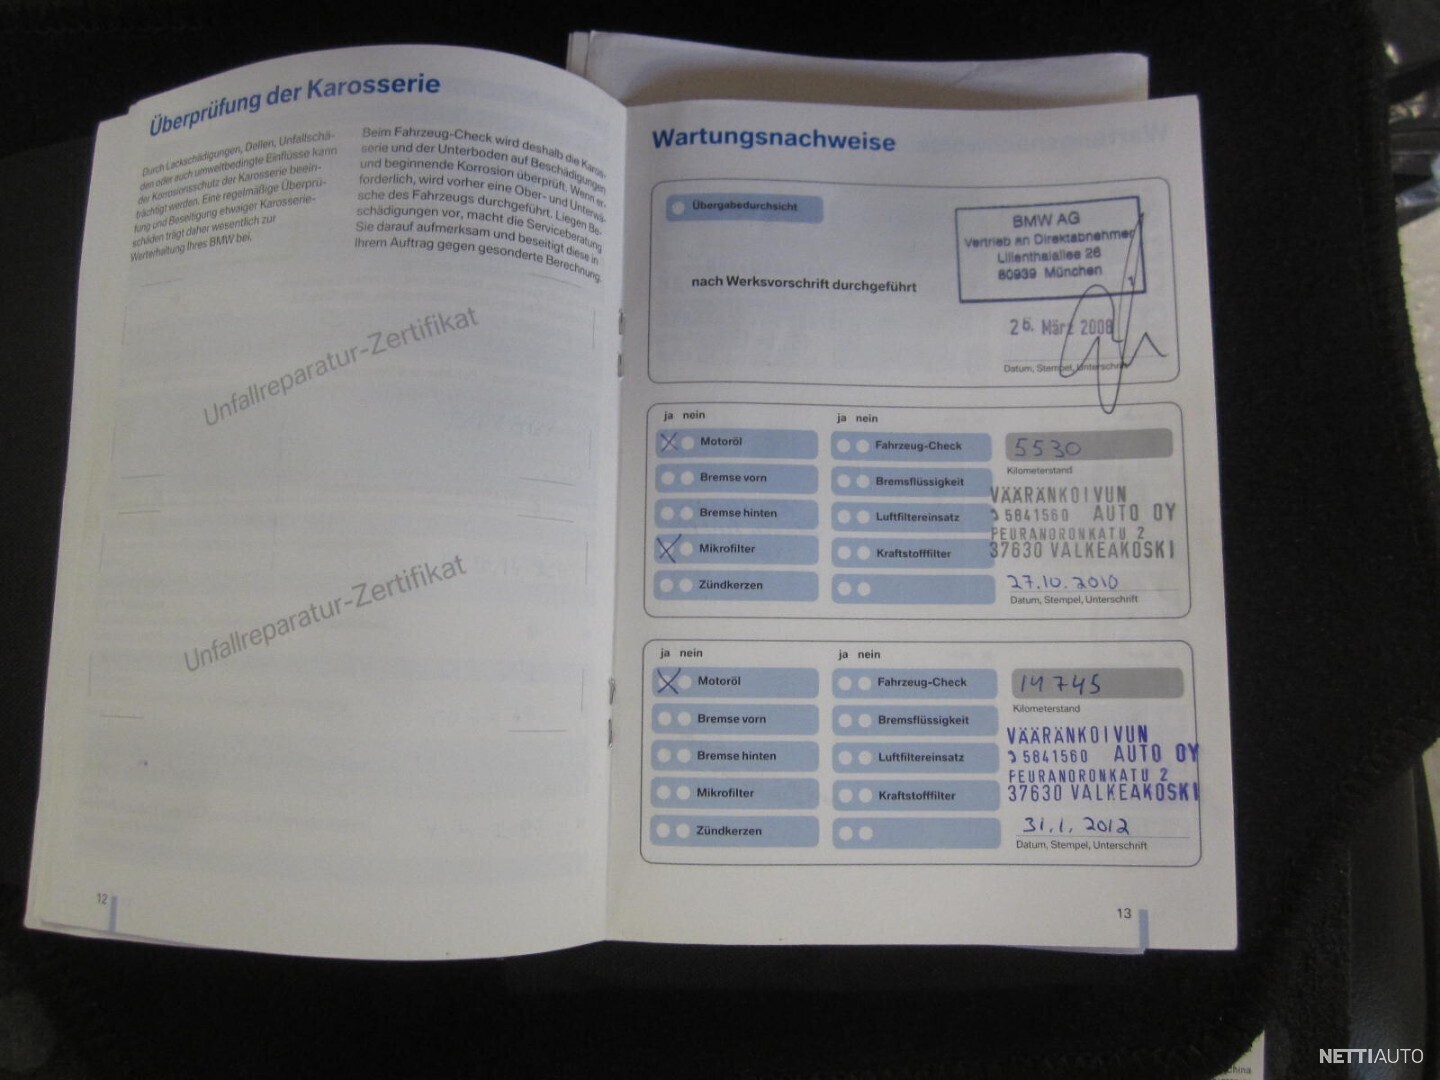 Überprüfung der Karosserie
Durch Lackschädigungen, Dellen, Unfallschä-
den oder auch umweltbedingte Einflüsse kann
der Korrosionsschutz der Karosserie beein-
trächtigt werden. Eine regelmäßige Überprü-
fung und Beseitigung etwaiger Karosserie-
schäden trägt daher wesentlich zur
Werterhaltung Ihres BMW bei.
Beim Fahrzeug-Check wird deshalb die Karos-
serie und der Unterboden auf Beschädigungen
und beginnende Korrosion überprüft. Wenn er-
forderlich, wird vorher eine Ober- und Unterwä-
sche des Fahrzeugs durchgeführt. Liegen Be-
schädigungen vor, macht die Serviceberatung
Sie darauf aufmerksam und beseitigt diese in
Ihrem Auftrag gegen gesonderte Berechnung.
Unfallreparatur-Zertifikat
Unfallreparatur-Zertifikat
12
Wartungsnachweise
Übergabedurchsicht
nach Werksvorschrift durchgeführt
BMW AG
Vertrieb an Direktabnehmer
Lilienthalallee 26
80939 München
1
26. März 2008
Datum, Stempel, Unterschrift
ja nein
Motoröl
Bremse vorn
Bremse hinten
Mikrofilter
Zündkerzen
ja nein
Fahrzeug-Check
Bremsflüssigkeit
Luftfiltereinsatz
Kraftstofffilter
5530
Kilometerstand
VÄÄRÄNKOIVUN
5841560 AUTO OY
PEURANORONKATU 2
37630 VALKEAKOSKI
27.10.2010
Datum, Stempel, Unterschrift
ja nein
Motoröl
Bremse vorn
Bremse hinten
Mikrofilter
Zündkerzen
ja nein
Fahrzeug-Check
Bremsflüssigkeit
Luftfiltereinsatz
Kraftstofffilter
14745
Kilometerstand
VÄÄRÄNKOIVUN
5841560 AUTO OY
PEURANORONKATU 2
37630 VALKEAKOSKI
31.1.2012
Datum, Stempel, Unterschrift
13
China
NETTIAUTO